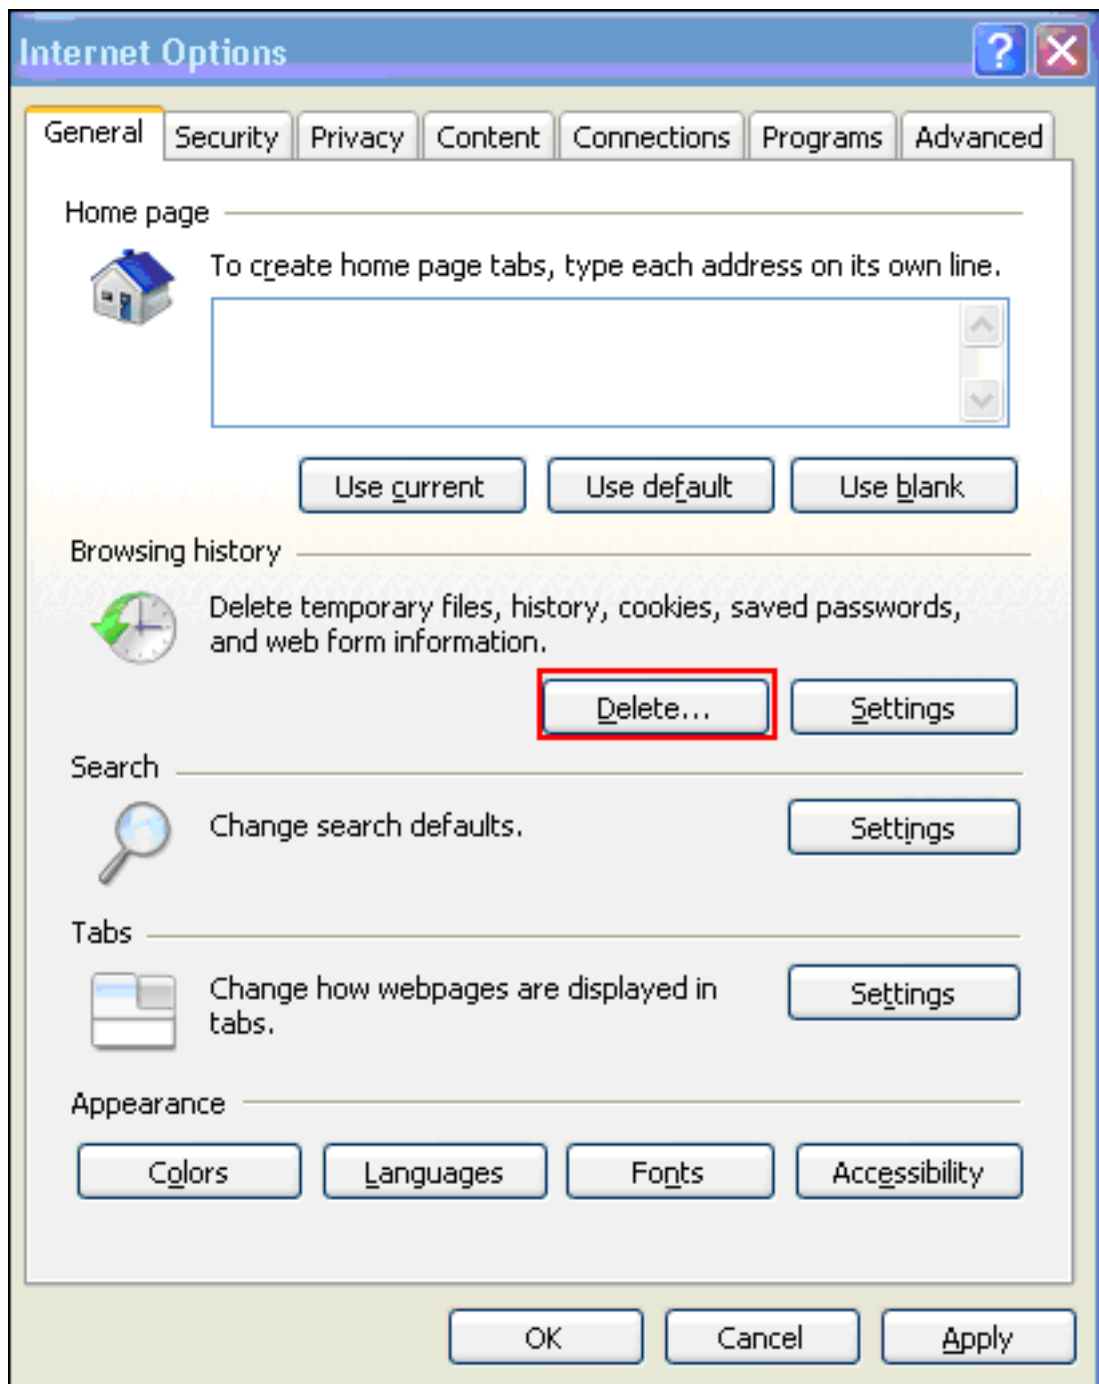 Internet Options
General Security Privacy Content Connections Programs Advanced
Home page
To create home page tabs, type each address on its own line.
Use current Use default Use blank
Browsing history
Delete temporary files, history, cookies, saved passwords,
and web form information.
Delete... Settings
Search
Change search defaults. Settings
Tabs
Change how webpages are displayed in
tabs.
Settings
Appearance
Colors Languages Fonts Accessibility
OK Cancel Apply